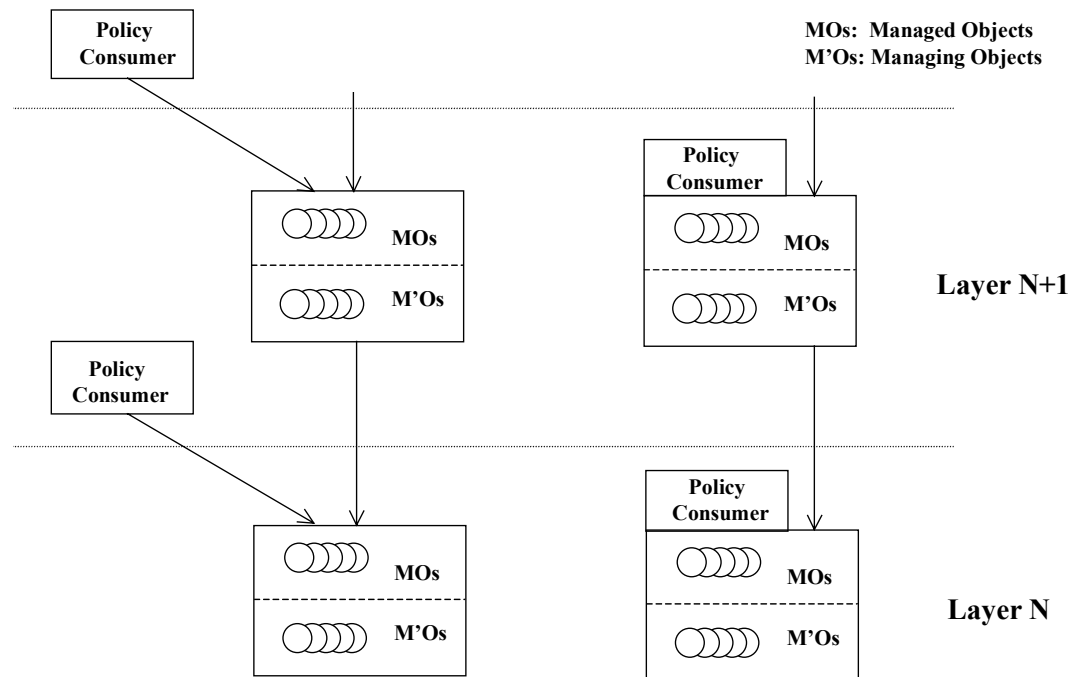 Policy
Consumer
MOs: Managed Objects
M’Os: Managing Objects
Policy
Consumer
MOs
M’Os
MOs
M’Os
Layer N+1
Policy
Consumer
Policy
Consumer
MOs
M’Os
MOs
M’Os
Layer N